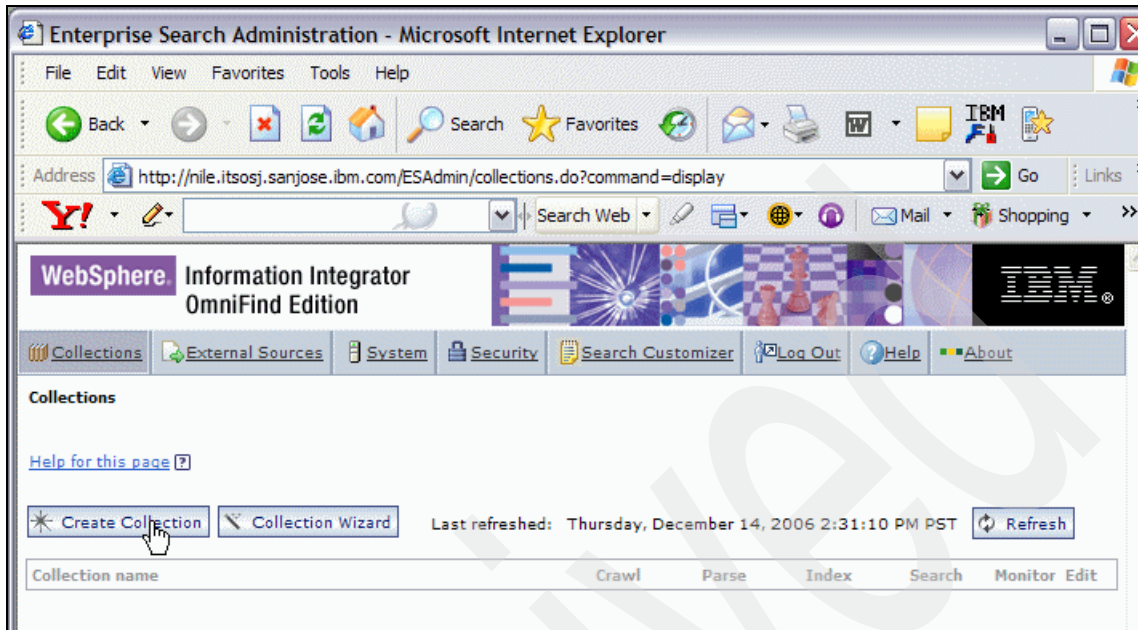 Enterprise Search Administration - Microsoft Internet Explorer
File Edit View Favorites Tools Help
Back Search Favorites IBM
Address http://nile.itsosj.sanjose.ibm.com/ESAdmin/collections.do?command=display Go Links
Y! Search Web Mail Shopping »
WebSphere. Information Integrator
OmniFind Edition
IBM®
Collections External Sources System Security Search Customizer Log Out Help About
Collections
Help for this page ?
Create Collection Collection Wizard Last refreshed: Thursday, December 14, 2006 2:31:10 PM PST Refresh
Collection name Crawl Parse Index Search Monitor Edit